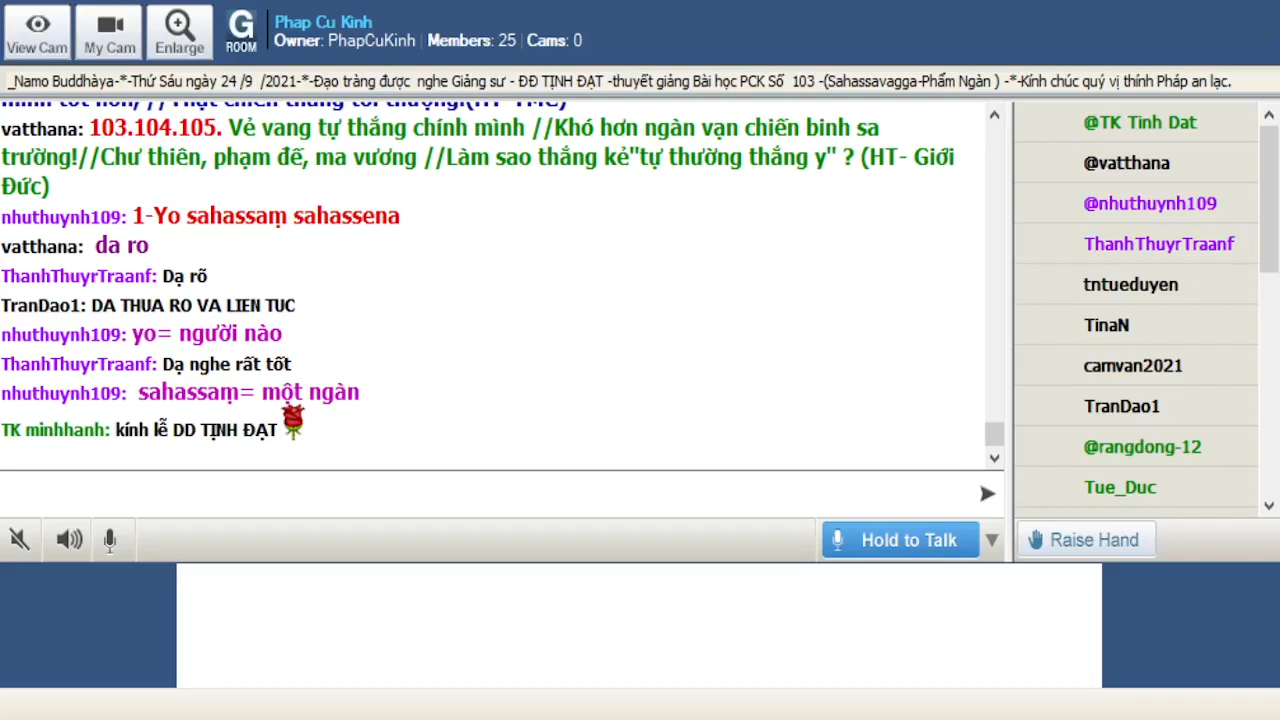 View Cam
My Cam
Enlarge
G
ROOM
Phap Cu Kinh
Owner: PhapCuKinh | Members: 25 | Cams: 0
_Namo Buddhàya-*-Thứ Sáu ngày 24 /9 /2021-*-Đạo tràng được nghe Giảng sư - ĐĐ TỊNH ĐẠT -thuyết giảng Bài học PCK Số 103 -(Sahassavagga-Phẩm Ngàn ) -*-Kính chúc quý vị thính Pháp an lạc.
vatthana: 103.104.105. Vẻ vang tự thắng chính mình //Khó hơn ngàn vạn chiến binh sa
trường!//Chư thiên, phạm đế, ma vương //Làm sao thắng kẻ"tự thường thắng y" ? (HT- Giới
Đức)
nhuthuynh109: 1-Yo sahassaṃ sahassena
vatthana: da ro
ThanhThuyrTraanf: Dạ rõ
TranDao1: DA THUA RO VA LIEN TUC
nhuthuynh109: yo= người nào
ThanhThuyrTraanf: Dạ nghe rất tốt
nhuthuynh109: sahassaṃ= một ngàn
TK minhhanh: kính lễ DD TỊNH ĐẠT
@TK Tinh Dat
@vatthana
@nhuthuynh109
ThanhThuyrTraanf
tntueduyen
TinaN
camvan2021
TranDao1
@rangdong-12
Tue_Duc
Hold to Talk
Raise Hand